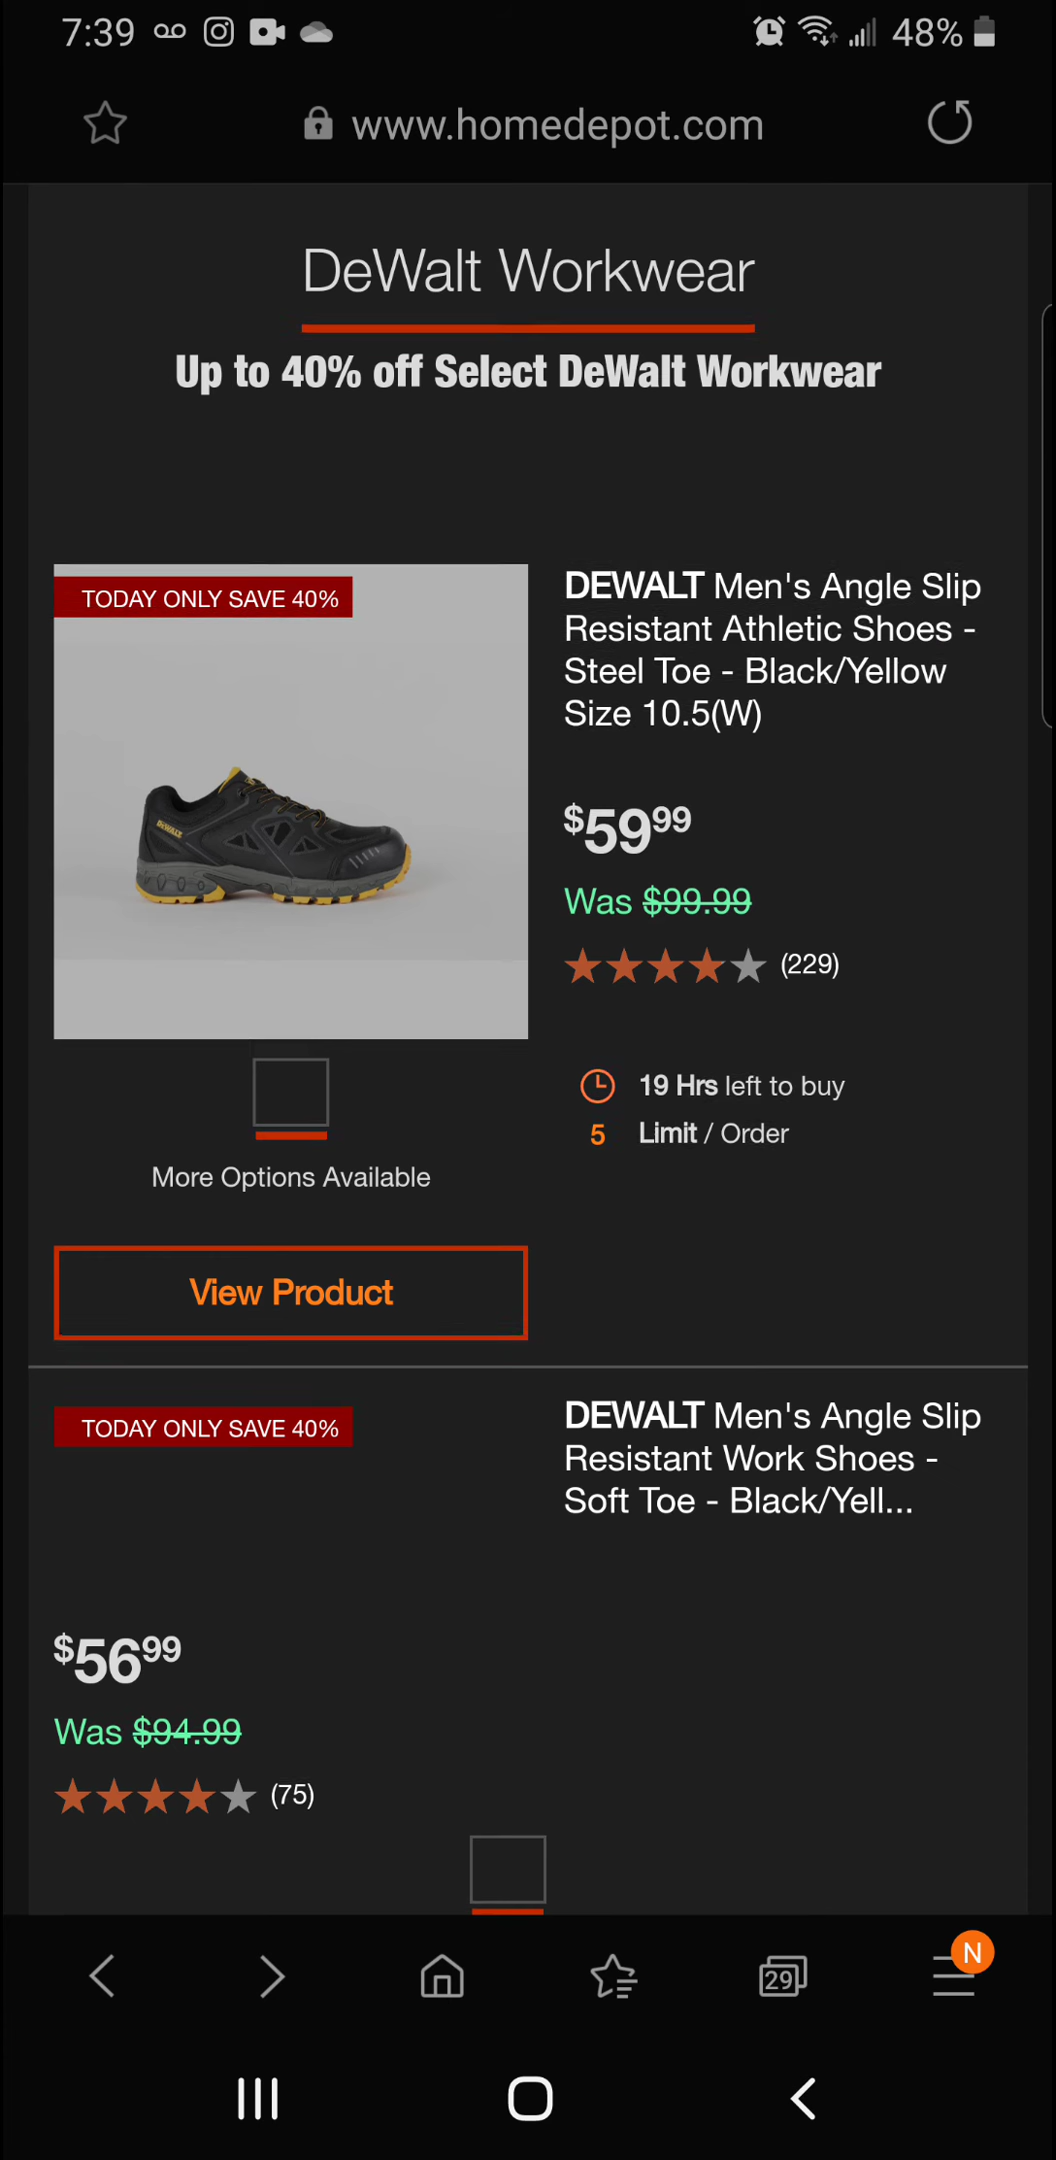 7:39
48%
www.homedepot.com
DeWalt Workwear
Up to 40% off Select DeWalt Workwear
TODAY ONLY SAVE 40%
DEWALT
DEWALT Men's Angle Slip
Resistant Athletic Shoes -
Steel Toe - Black/Yellow
Size 10.5(W)
$59⁹⁹
Was $99.99
(229)
19 Hrs left to buy
5 Limit / Order
More Options Available
View Product
TODAY ONLY SAVE 40%
DEWALT Men's Angle Slip
Resistant Work Shoes -
Soft Toe - Black/Yell...
$56⁹⁹
Was $94.99
(75)
29
N